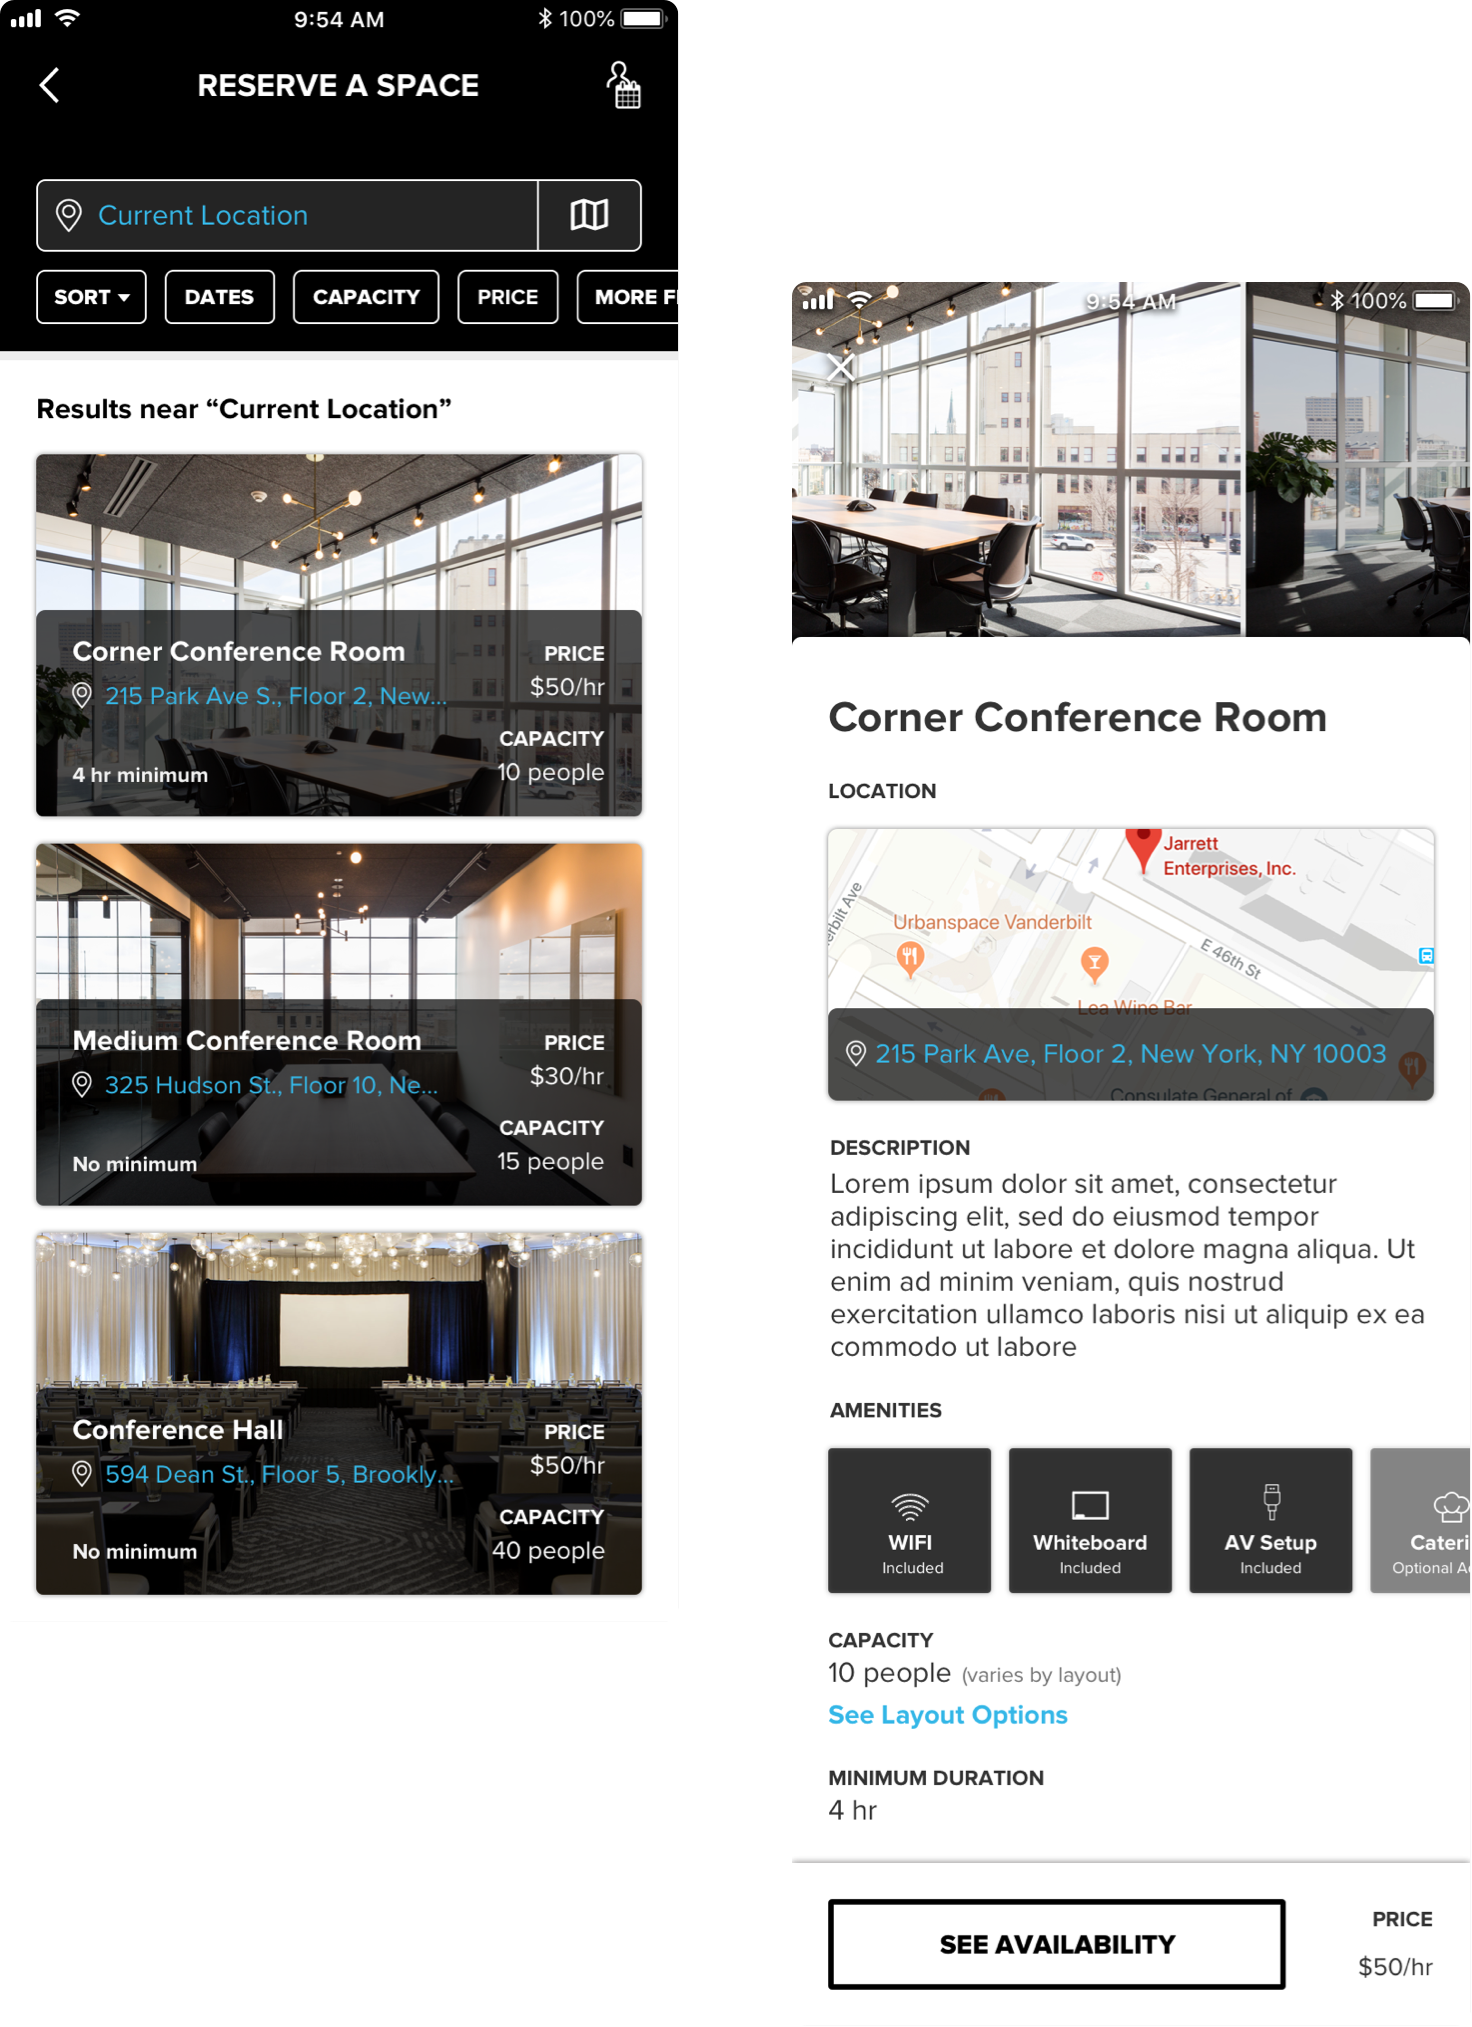 9:54 AM
100%
RESERVE A SPACE
Current Location
SORT
DATES
CAPACITY
PRICE
MORE F
Results near “Current Location”
Corner Conference Room
215 Park Ave S., Floor 2, New...
4 hr minimum
PRICE
$50/hr
CAPACITY
10 people
Medium Conference Room
325 Hudson St., Floor 10, Ne...
No minimum
PRICE
$30/hr
CAPACITY
15 people
Conference Hall
594 Dean St., Floor 5, Brookly...
No minimum
PRICE
$50/hr
CAPACITY
40 people
9:54 AM
100%
Corner Conference Room
LOCATION
Jarrett
Enterprises, Inc.
erbilt Ave
Urbanspace Vanderbilt
E 46th St
Lea Wine Bar
215 Park Ave, Floor 2, New York, NY 10003
Consulate General of
DESCRIPTION
Lorem ipsum dolor sit amet, consectetur
adipiscing elit, sed do eiusmod tempor
incididunt ut labore et dolore magna aliqua. Ut
enim ad minim veniam, quis nostrud
exercitation ullamco laboris nisi ut aliquip ex ea
commodo ut labore
AMENITIES
WIFI
Included
Whiteboard
Included
AV Setup
Included
Cateri
Optional A
CAPACITY
10 people (varies by layout)
See Layout Options
MINIMUM DURATION
4 hr
SEE AVAILABILITY
PRICE
$50/hr